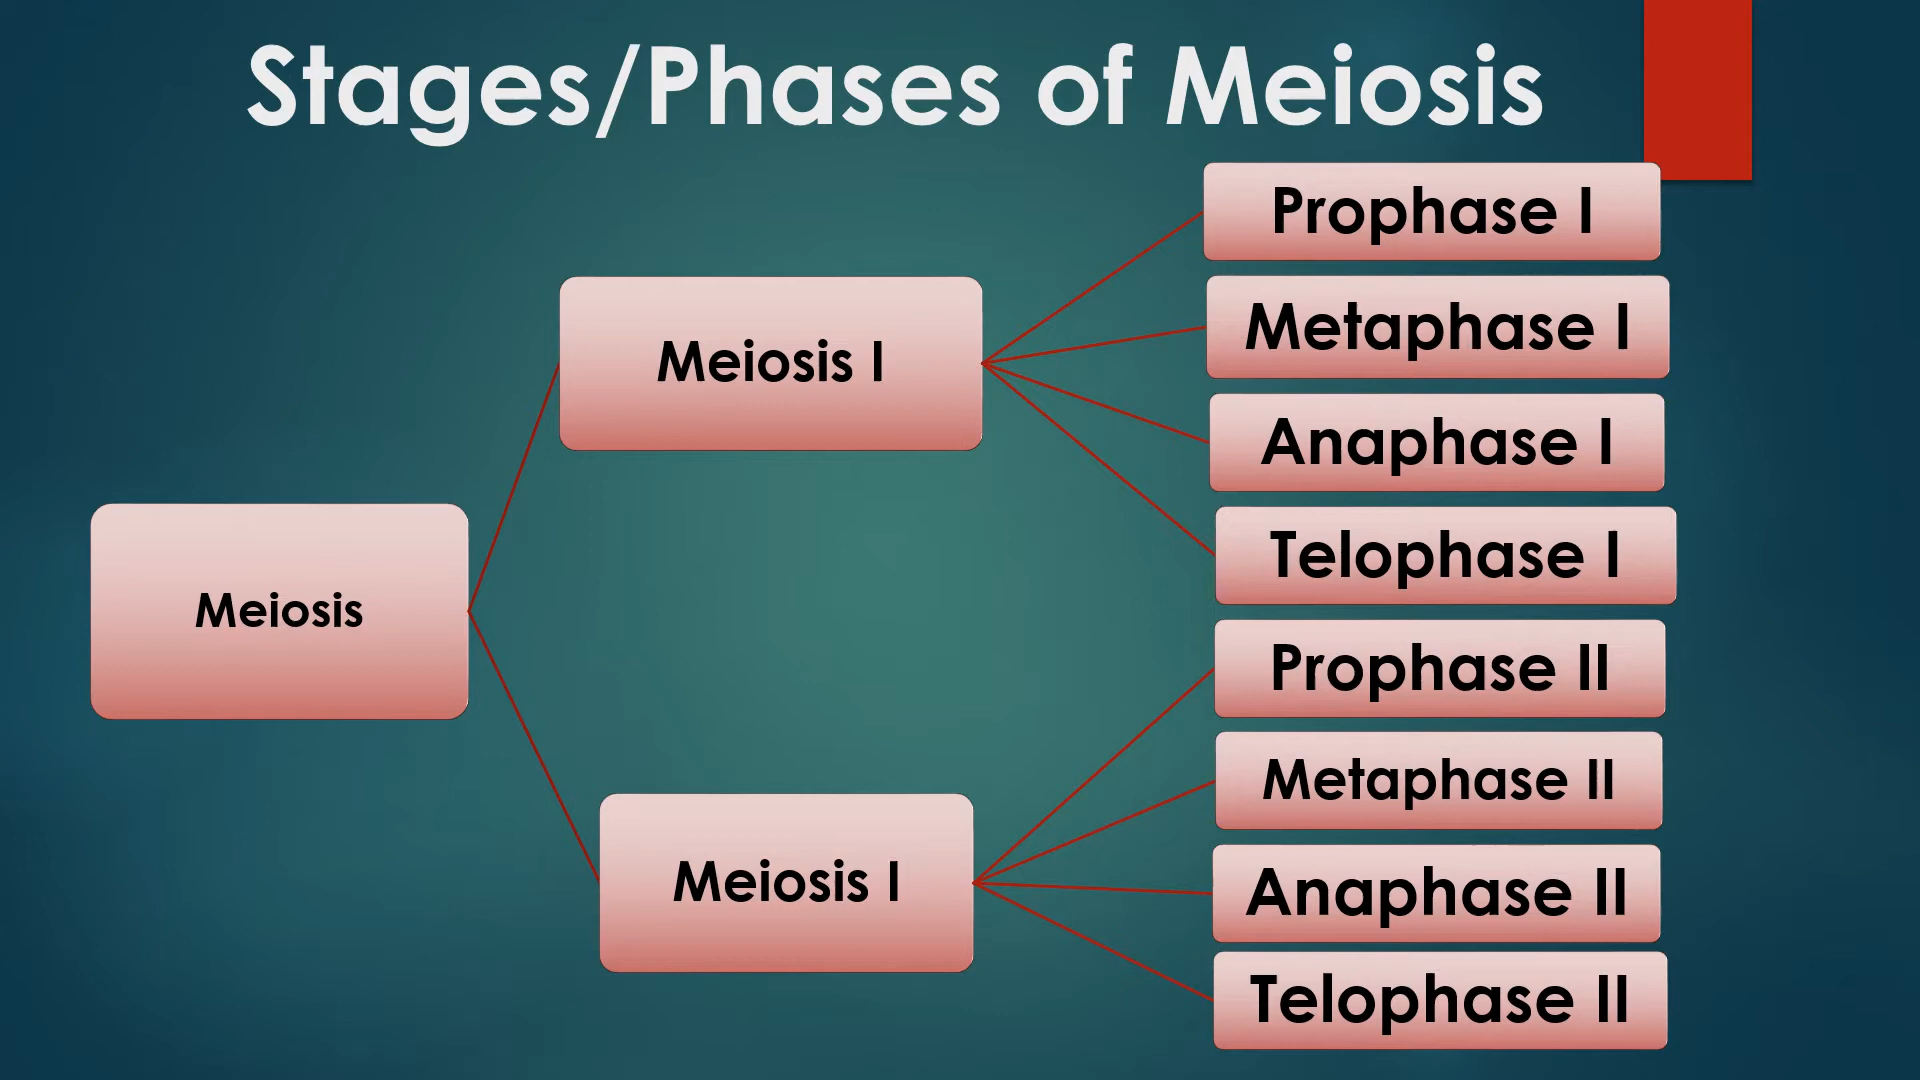 Stages/Phases of Meiosis
Meiosis
Meiosis I
Prophase I
Metaphase I
Anaphase I
Telophase I
Meiosis I
Prophase II
Metaphase II
Anaphase II
Telophase II